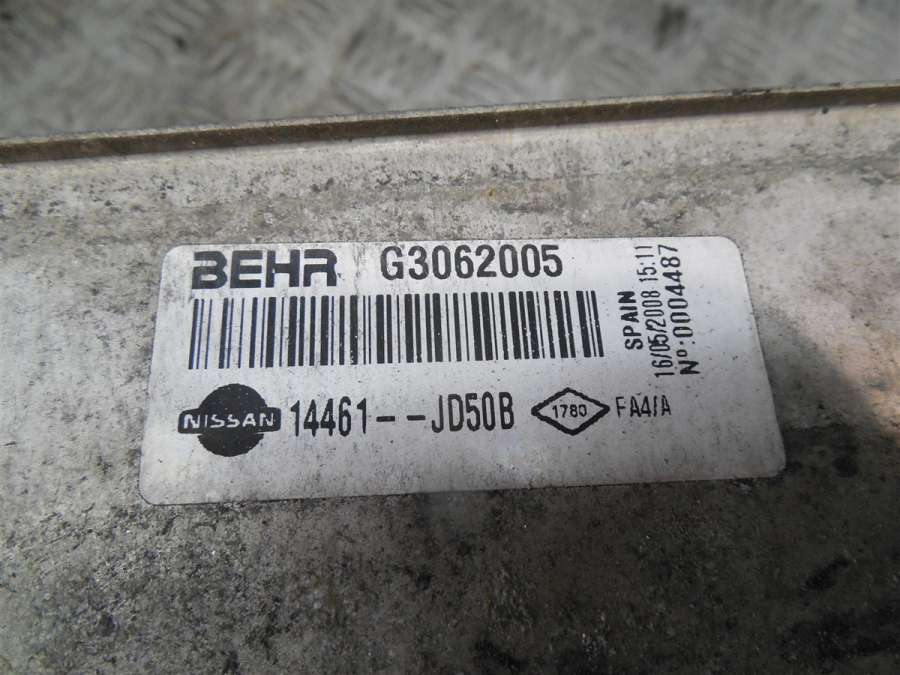 BEHR G3062005
NISSAN 14461--JD50B 1780 FA4/A
SPAIN
16/05/2008 15:11
Nº:0004487